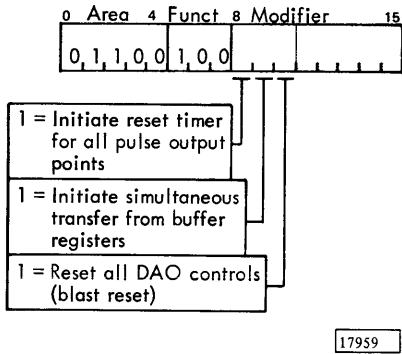 0 Area 4 Funct 8 Modifier 15
0 1 1 0 0 1 0 0
1 = Initiate reset timer
for all pulse output
points
1 = Initiate simultaneous
transfer from buffer
registers
1 = Reset all DAO controls
(blast reset)
17959